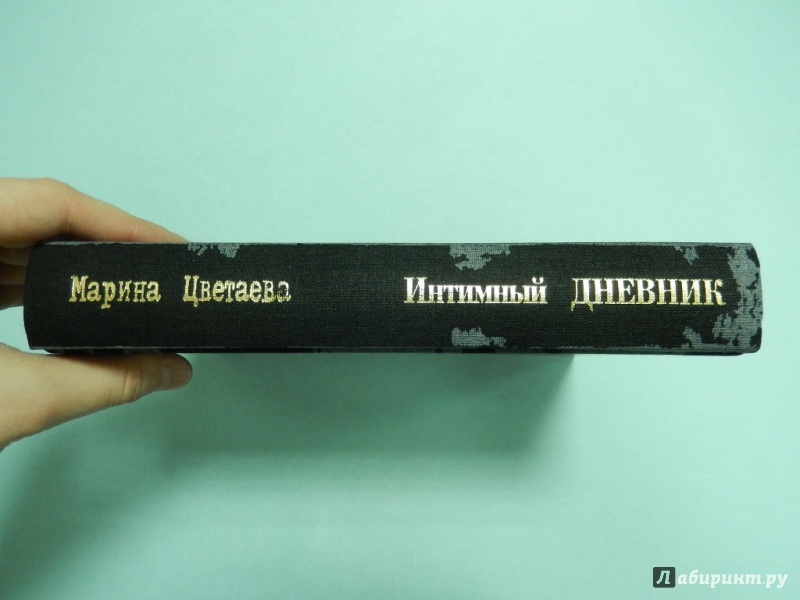 Марина Цветаева
Интимный ДНЕВНИК
Лабиринт.ру